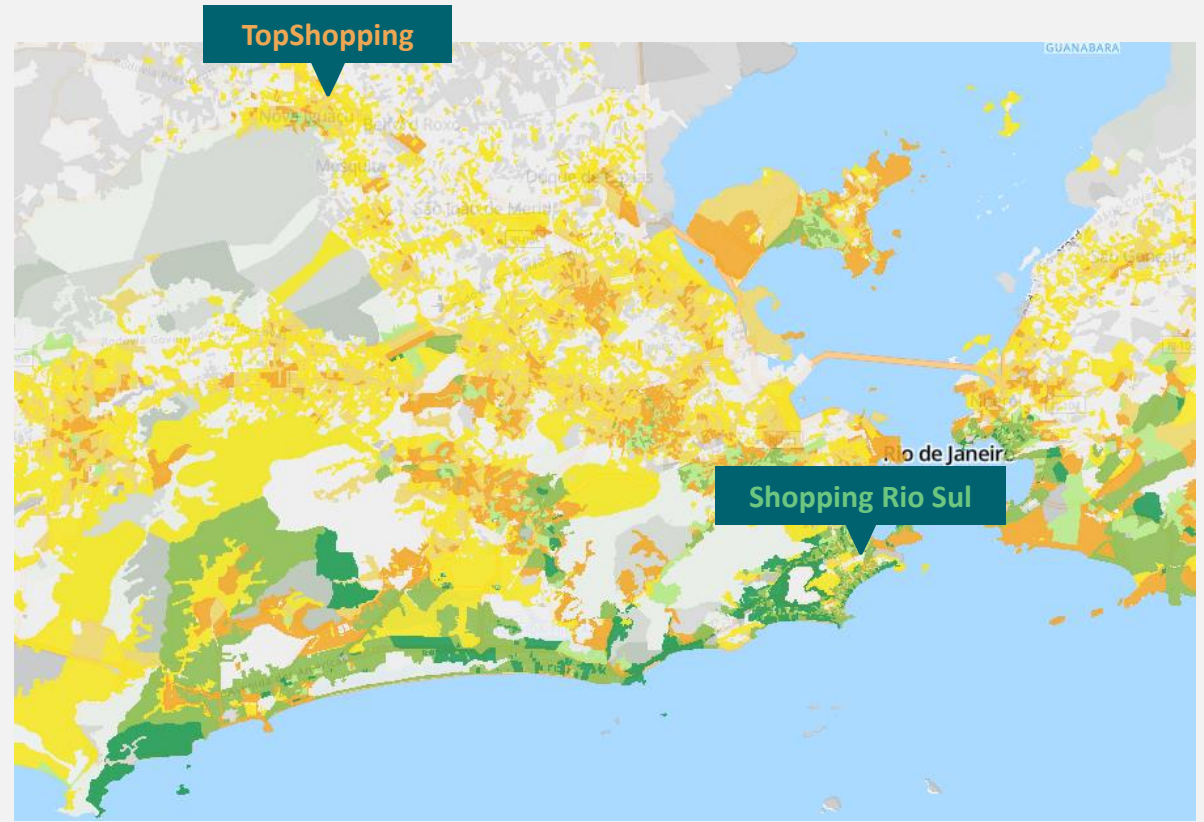 TopShopping
GUANABARA
Nova Iguaçu
Belford Roxo
Mesquita
Duque de Caxias
São João de Meriti
São Gonçalo
Niterói
Rio de Janeiro
Shopping Rio Sul